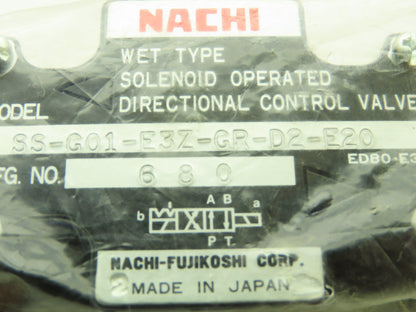 NACHI
WET TYPE
SOLENOID OPERATED
DIRECTIONAL CONTROL VALVE
MODEL
SS-G01-E3Z-GR-D2-E20
ED80-E3
FG. NO. 680
A B
b a
P T
NACHI-FUJIKOSHI CORP.
MADE IN JAPAN